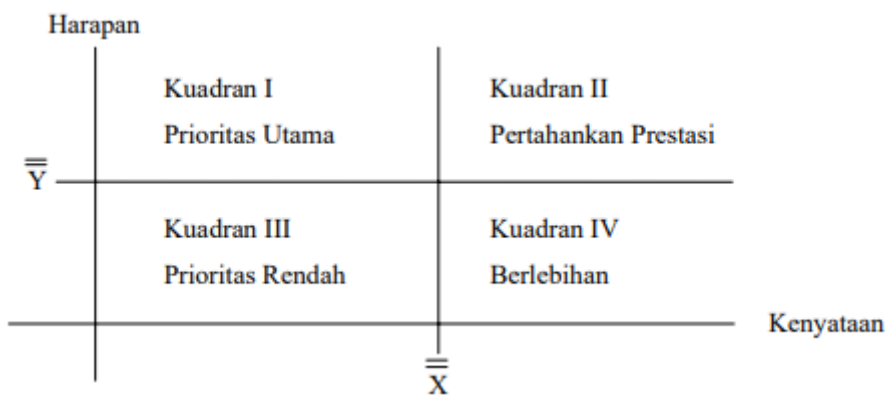 Harapan
Kuadran I
Prioritas Utama
Kuadran II
Pertahankan Prestasi
Y
Kuadran III
Prioritas Rendah
Kuadran IV
Berlebihan
Kenyataan
X